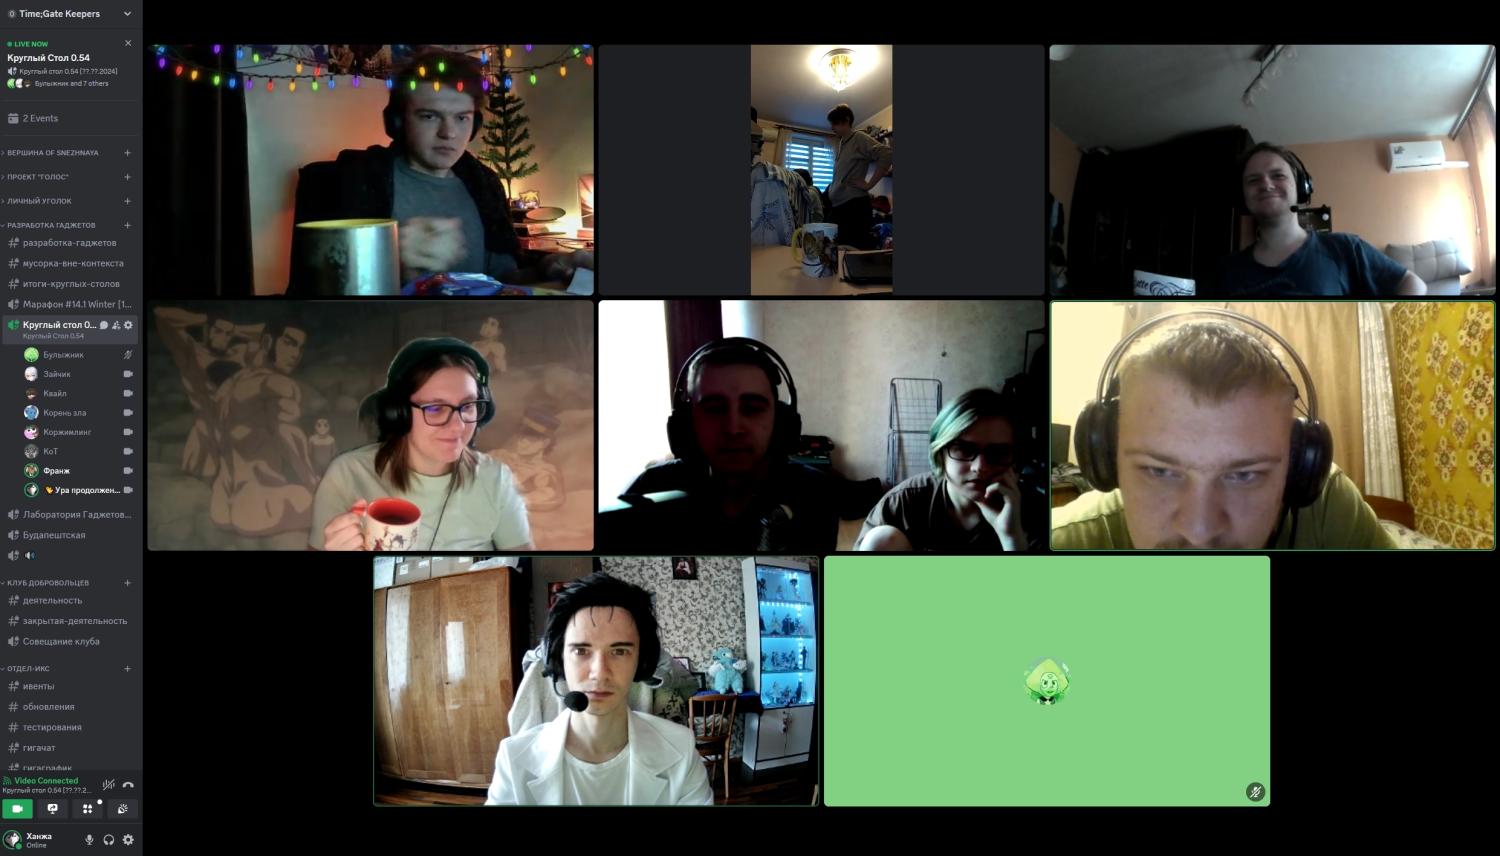 Time;Gate Keepers
LIVE NOW
Круглый Стол 0.54
Круглый стол 0.54 [??.??.2024]
Булыжник and 7 others
2 Events
ВЕРШИНА OF SNEZHNAYA
ПРОЕКТ "ГОЛОС"
ЛИЧНЫЙ УГОЛОК
РАЗРАБОТКА ГАДЖЕТОВ
разработка-гаджетов
мусорка-вне-контекста
итоги-круглых-столов
Марафон #14.1 Winter [1...
Круглый стол 0...
Круглый Стол 0.54
Булыжник
Зайчик
Квайл
Корень зла
Коржимлинг
КоТ
Франж
Ура продолжен...
Лаборатория Гаджетов...
Будапештская
КЛУБ ДОБРОВОЛЬЦЕВ
деятельность
закрытая-деятельность
Совещание клуба
ОТДЕЛ-ИКС
ивенты
обновления
тестирования
гигачат
гигаграфик
Video Connected
Круглый стол 0.54 [??.??.2...
Ханжа
Online